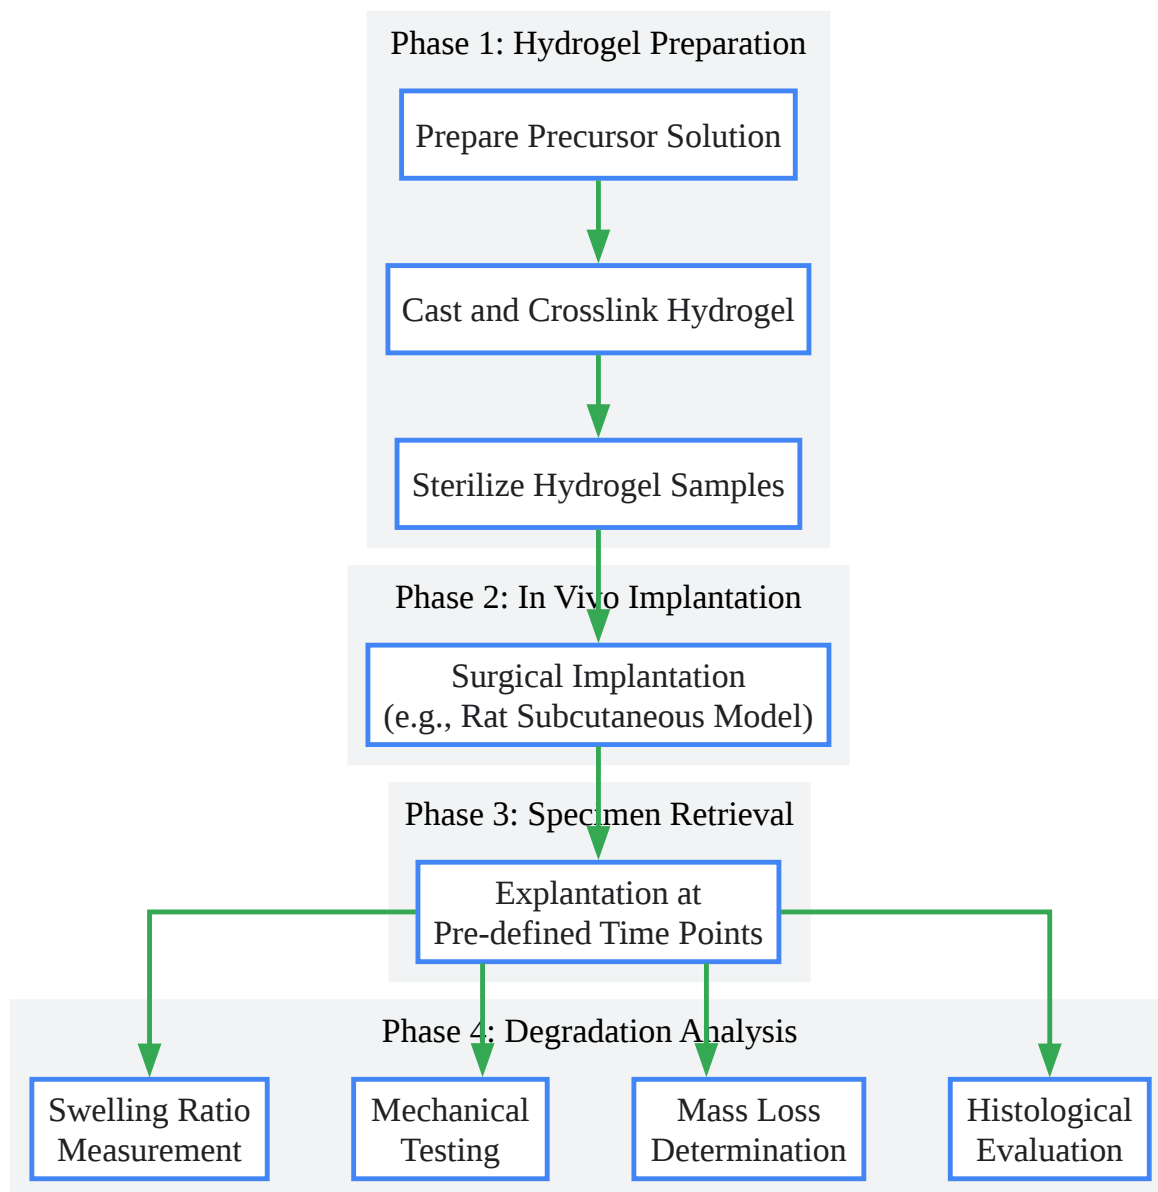 Phase 1: Hydrogel Preparation
Prepare Precursor Solution
Cast and Crosslink Hydrogel
Sterilize Hydrogel Samples
Phase 2: In Vivo Implantation
Surgical Implantation
(e.g., Rat Subcutaneous Model)
Phase 3: Specimen Retrieval
Explantation at
Pre-defined Time Points
Phase 4: Degradation Analysis
Swelling Ratio
Measurement
Mechanical
Testing
Mass Loss
Determination
Histological
Evaluation